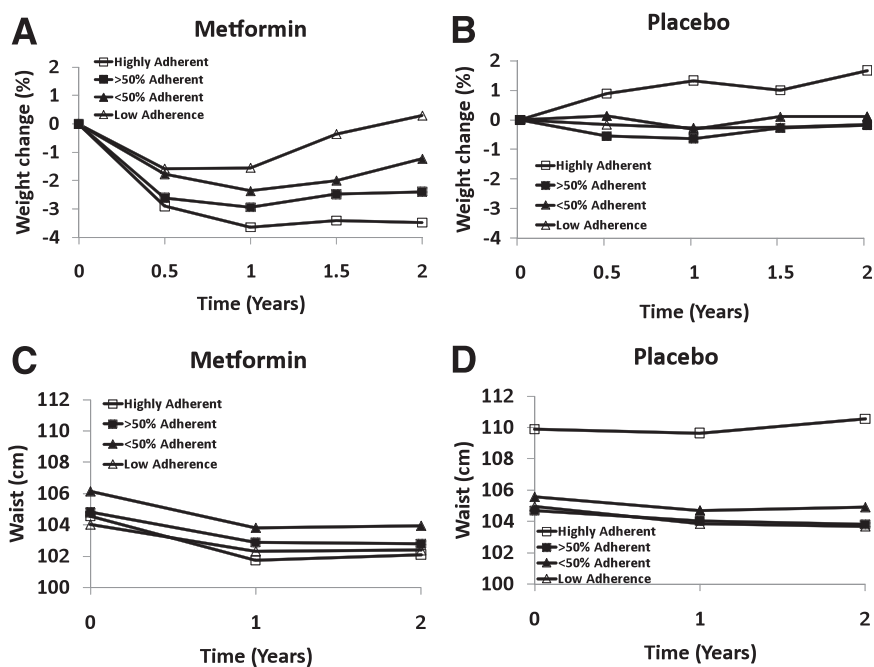 A
Metformin
Weight change (%)
2
1
0
-1
-2
-3
-4
Highly Adherent
>50% Adherent
<50% Adherent
Low Adherence
0 0.5 1 1.5 2
Time (Years)
B
Placebo
Weight change (%)
2
1
0
-1
-2
-3
-4
Highly Adherent
>50% Adherent
<50% Adherent
Low Adherence
0 0.5 1 1.5 2
Time (Years)
C
Metformin
Waist (cm)
112
110
108
106
104
102
100
Highly Adherent
>50% Adherent
<50% Adherent
Low Adherence
0 1 2
Time (Years)
D
Placebo
Waist (cm)
112
110
108
106
104
102
100
Highly Adherent
>50% Adherent
<50% Adherent
Low Adherence
0 1 2
Time (Years)